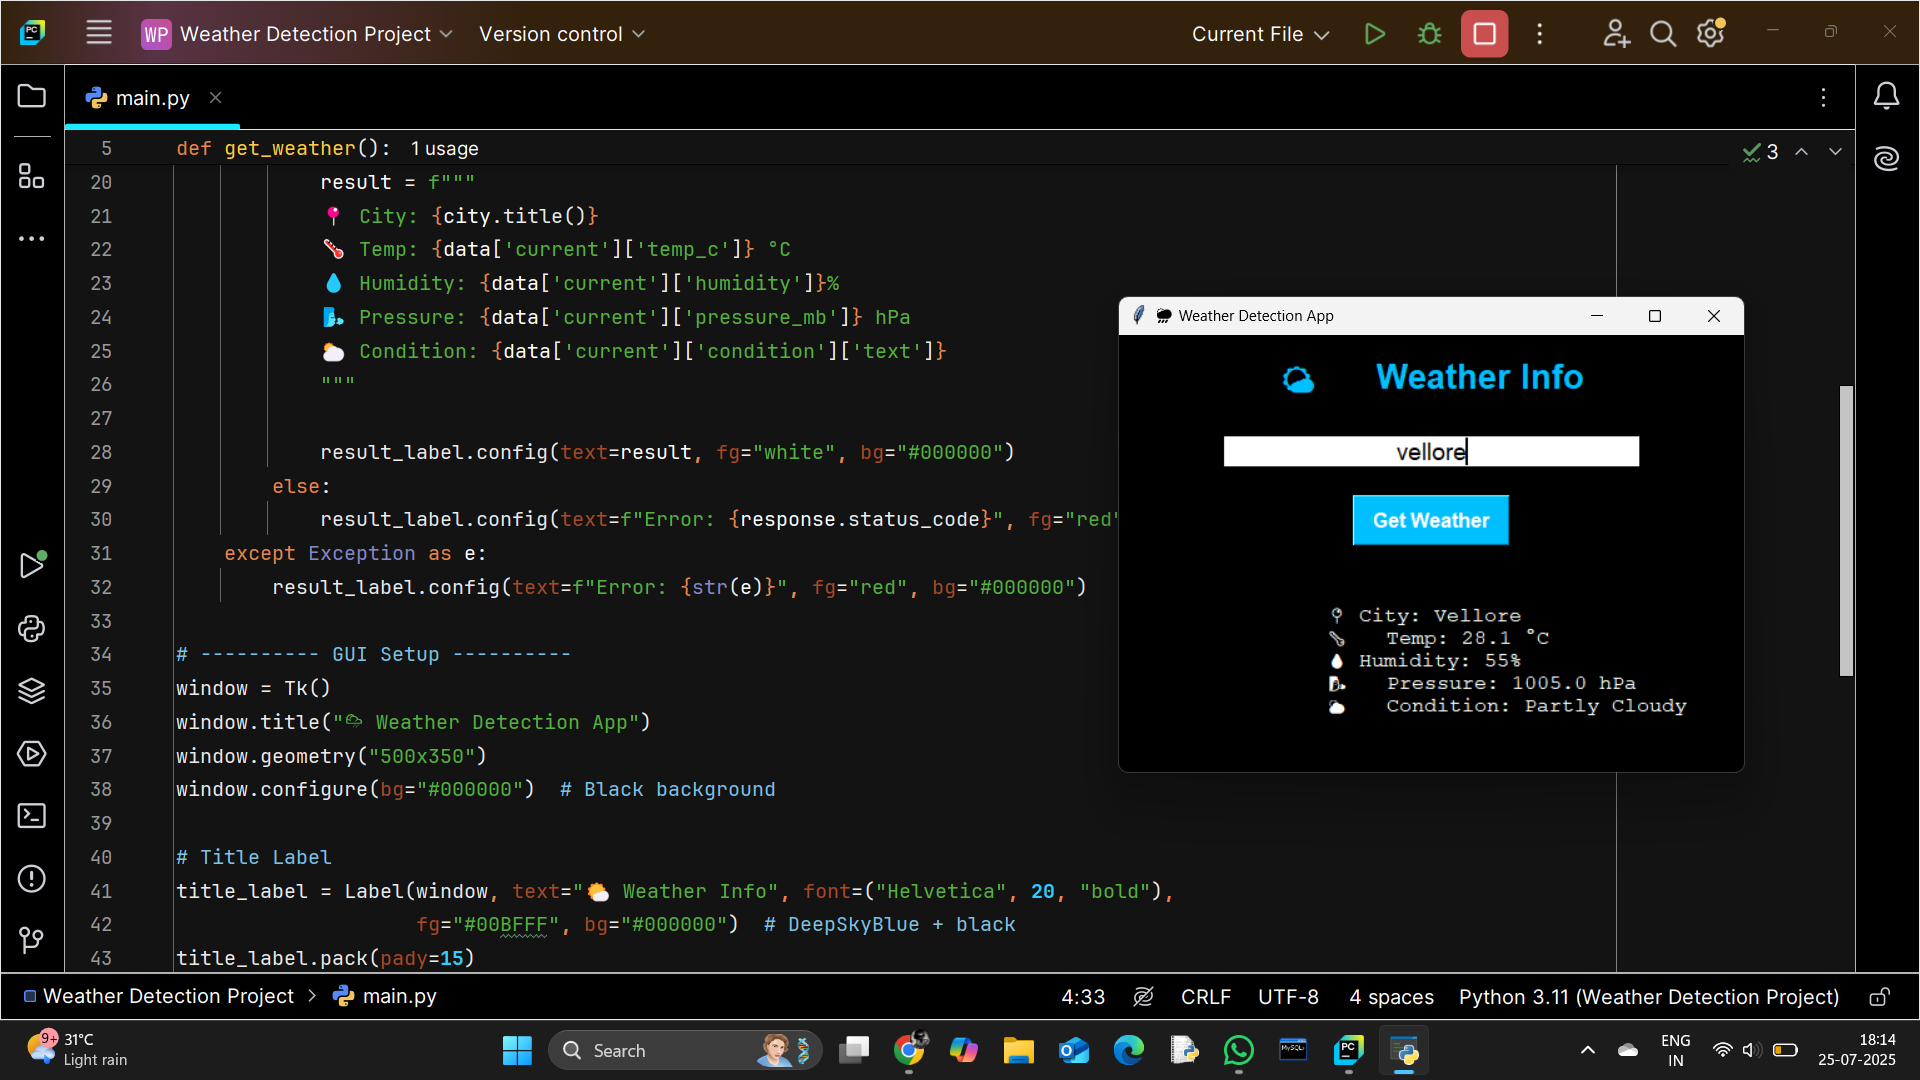 WP Weather Detection Project Version control Current File
main.py
5 def get_weather(): 1 usage
3
20 result = f"""
21 📍 City: {city.title()}
22 🌡️ Temp: {data['current']['temp_c']} °C
23 💧 Humidity: {data['current']['humidity']}%
24 🌬️ Pressure: {data['current']['pressure_mb']} hPa
25 🌥️ Condition: {data['current']['condition']['text']}
26 """
27
28 result_label.config(text=result, fg="white", bg="#000000")
29 else:
30 result_label.config(text=f"Error: {response.status_code}", fg="red"
31 except Exception as e:
32 result_label.config(text=f"Error: {str(e)}", fg="red", bg="#000000")
33
34 # ---------- GUI Setup ----------
35 window = Tk()
36 window.title("🌧 Weather Detection App")
37 window.geometry("500x350")
38 window.configure(bg="#000000")  # Black background
39
40 # Title Label
41 title_label = Label(window, text="🌤️ Weather Info", font=("Helvetica", 20, "bold"),
42 fg="#00BFFF", bg="#000000")  # DeepSkyBlue + black
43 title_label.pack(pady=15)
Weather Detection App
Weather Info
vellore
Get Weather
City: Vellore
Temp: 28.1 °C
Humidity: 55%
Pressure: 1005.0 hPa
Condition: Partly Cloudy
Weather Detection Project > main.py 4:33 CRLF UTF-8 4 spaces Python 3.11 (Weather Detection Project)
9+ 31°C
Light rain
Search
ENG
IN
18:14
25-07-2025